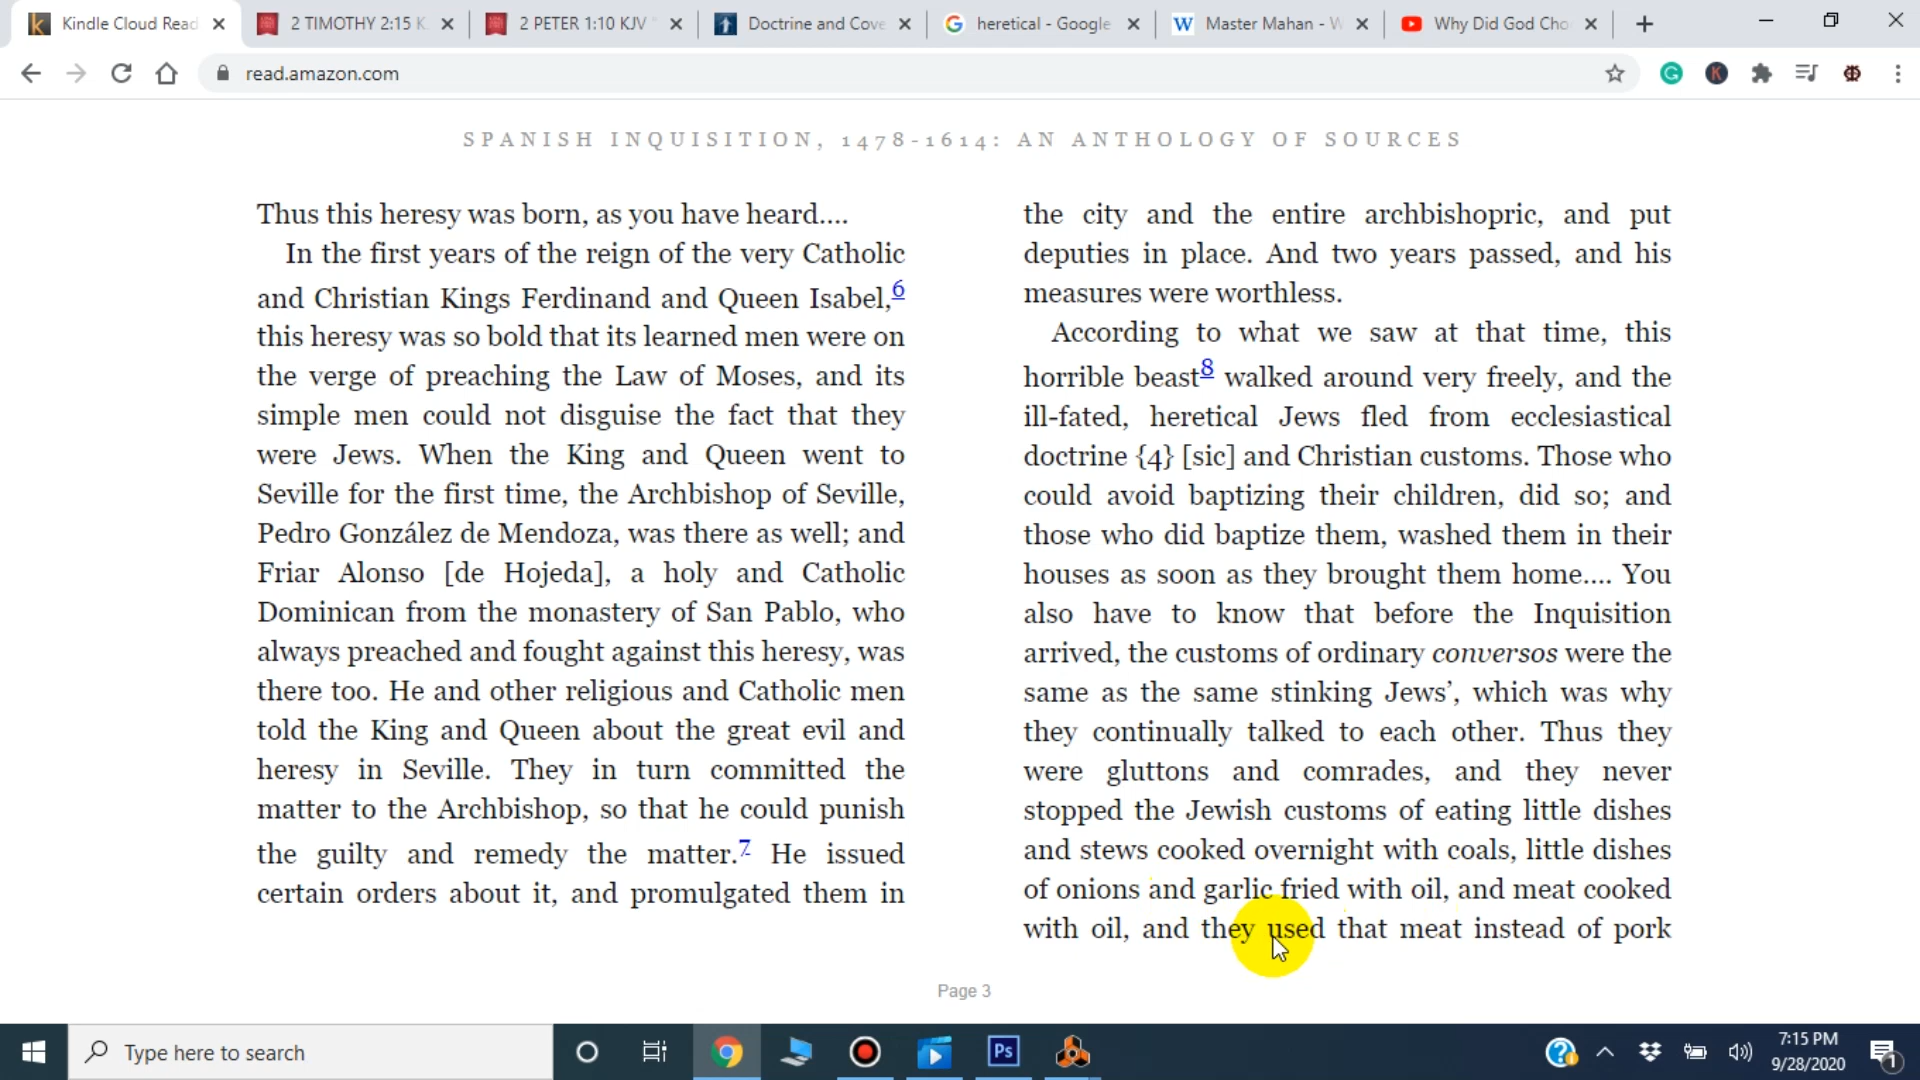 Kindle Cloud Read
2 TIMOTHY 2:15 K
2 PETER 1:10 KJV
Doctrine and Cove
heretical - Google
Master Mahan - W
Why Did God Cho
read.amazon.com
SPANISH INQUISITION, 1478-1614: AN ANTHOLOGY OF SOURCES
Thus this heresy was born, as you have heard....
In the first years of the reign of the very Catholic
and Christian Kings Ferdinand and Queen Isabel,6
this heresy was so bold that its learned men were on
the verge of preaching the Law of Moses, and its
simple men could not disguise the fact that they
were Jews. When the King and Queen went to
Seville for the first time, the Archbishop of Seville,
Pedro González de Mendoza, was there as well; and
Friar Alonso [de Hojeda], a holy and Catholic
Dominican from the monastery of San Pablo, who
always preached and fought against this heresy, was
there too. He and other religious and Catholic men
told the King and Queen about the great evil and
heresy in Seville. They in turn committed the
matter to the Archbishop, so that he could punish
the guilty and remedy the matter.7 He issued
certain orders about it, and promulgated them in
the city and the entire archbishopric, and put
deputies in place. And two years passed, and his
measures were worthless.
According to what we saw at that time, this
horrible beast8 walked around very freely, and the
ill-fated, heretical Jews fled from ecclesiastical
doctrine {4} [sic] and Christian customs. Those who
could avoid baptizing their children, did so; and
those who did baptize them, washed them in their
houses as soon as they brought them home.... You
also have to know that before the Inquisition
arrived, the customs of ordinary conversos were the
same as the same stinking Jews’, which was why
they continually talked to each other. Thus they
were gluttons and comrades, and they never
stopped the Jewish customs of eating little dishes
and stews cooked overnight with coals, little dishes
of onions and garlic fried with oil, and meat cooked
with oil, and they used that meat instead of pork
Page 3
Type here to search
Ps
7:15 PM
9/28/2020
1